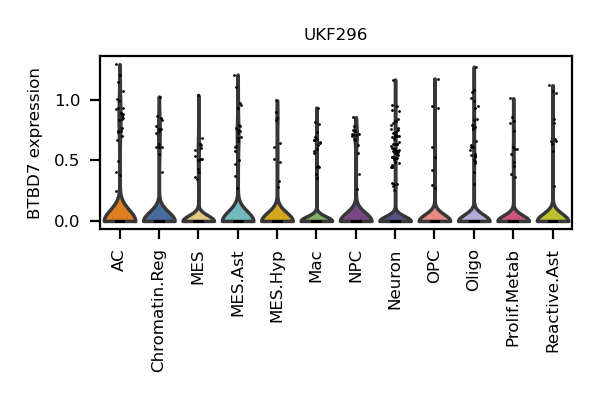 UKF296
BTBD7 expression
1.0
0.5
0.0
AC
Chromatin.Reg
MES
MES.Ast
MES.Hyp
Mac
NPC
Neuron
OPC
Oligo
Prolif.Metab
Reactive.Ast